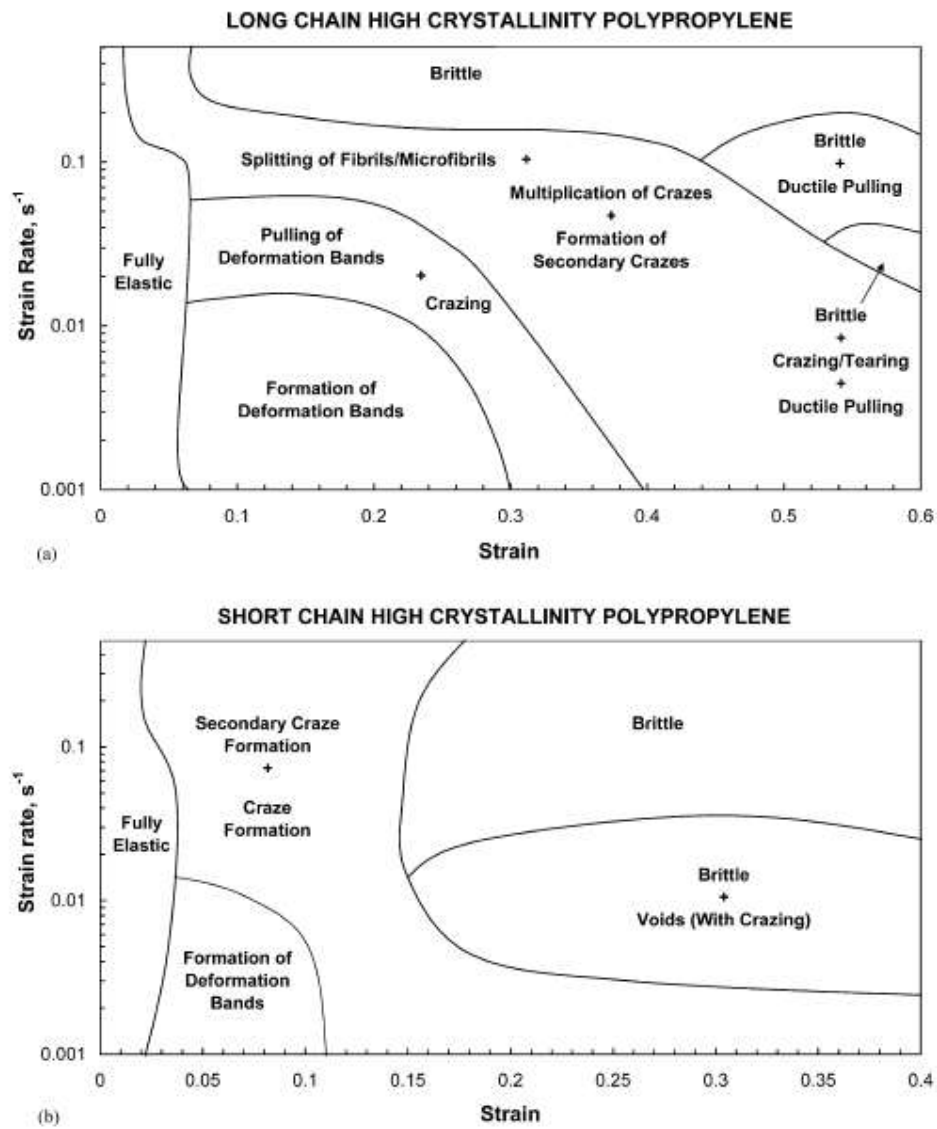 LONG CHAIN HIGH CRYSTALLINITY POLYPROPYLENE
Brittle
Splitting of Fibrils/Microfibrils +
Multiplication of Crazes
+
Formation of
Secondary Crazes
Brittle
+
Ductile Pulling
Fully
Elastic
Pulling of
Deformation Bands
+
Crazing
Formation of
Deformation Bands
Brittle
+
Crazing/Tearing
+
Ductile Pulling
Strain Rate, s⁻¹
0.1
0.01
0.001
0 0.1 0.2 0.3 0.4 0.5 0.6
Strain
(a)
SHORT CHAIN HIGH CRYSTALLINITY POLYPROPYLENE
Secondary Craze
Formation
+
Craze
Formation
Brittle
Fully
Elastic
Brittle
+
Voids (With Crazing)
Formation of
Deformation
Bands
Strain rate, s⁻¹
0.1
0.01
0.001
0 0.05 0.1 0.15 0.2 0.25 0.3 0.35 0.4
Strain
(b)